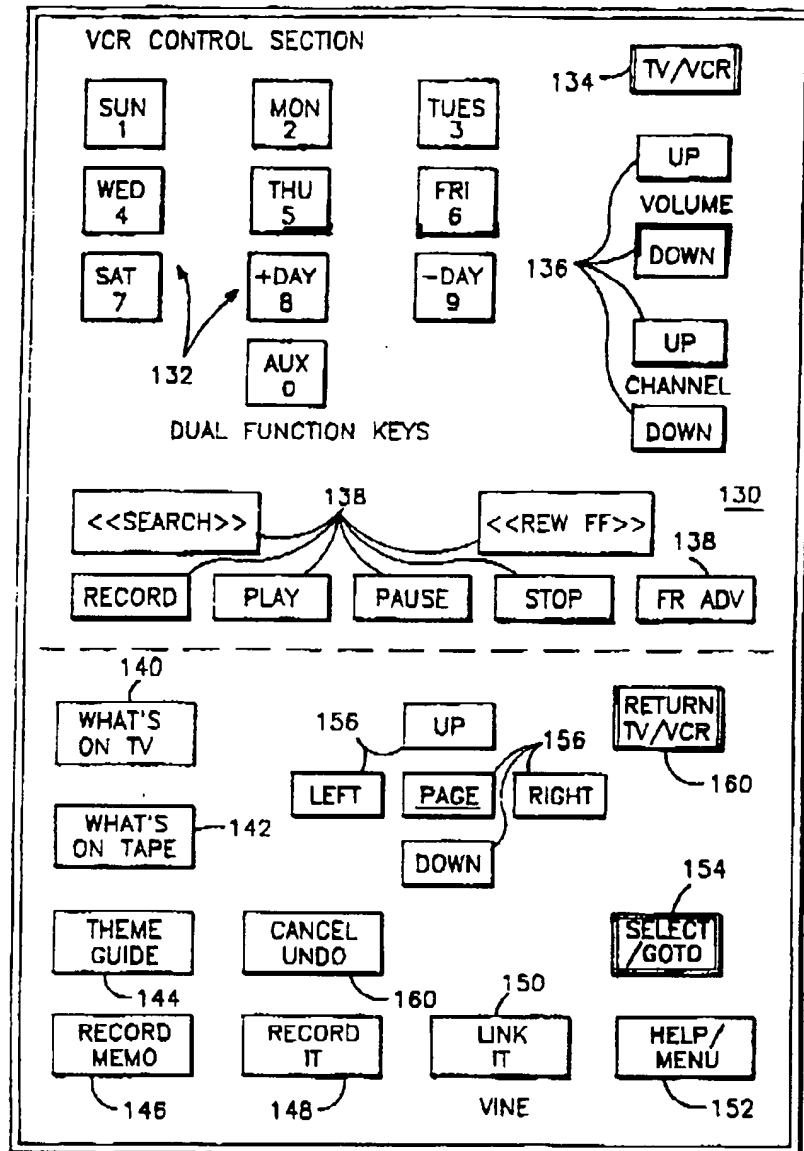 VCR CONTROL SECTION
134
TV/VCR
SUN
1
MON
2
TUES
3
UP
VOLUME
DOWN
WED
4
THU
5
FRI
6
136
SAT
7
+DAY
8
-DAY
9
UP
CHANNEL
DOWN
132
AUX
0
DUAL FUNCTION KEYS
138
130
<<SEARCH>>
<<REW FF>>
138
RECORD
PLAY
PAUSE
STOP
FR ADV
140
WHAT'S
ON TV
156
UP
156
RETURN
TV/VCR
160
LEFT
PAGE
RIGHT
WHAT'S
ON TAPE
142
DOWN
154
THEME
GUIDE
144
CANCEL
UNDO
160
SELECT
/GOTO
150
RECORD
MEMO
146
RECORD
IT
148
LINK
IT
VINE
HELP/
MENU
152